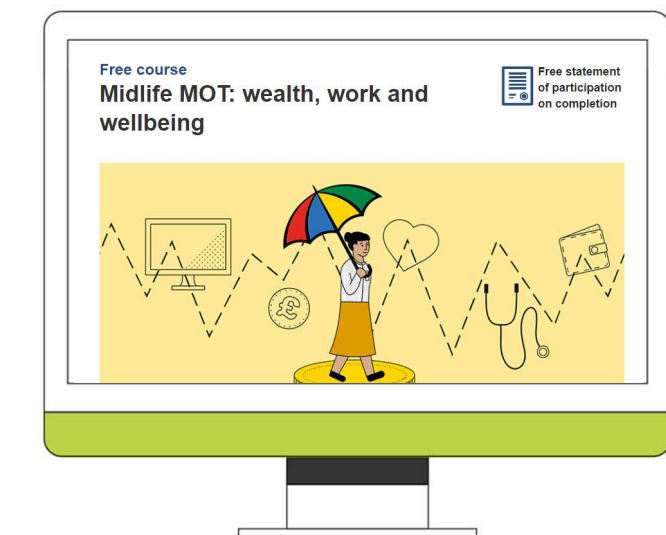 Free course
Midlife MOT: wealth, work and
wellbeing
Free statement
of participation
on completion
£